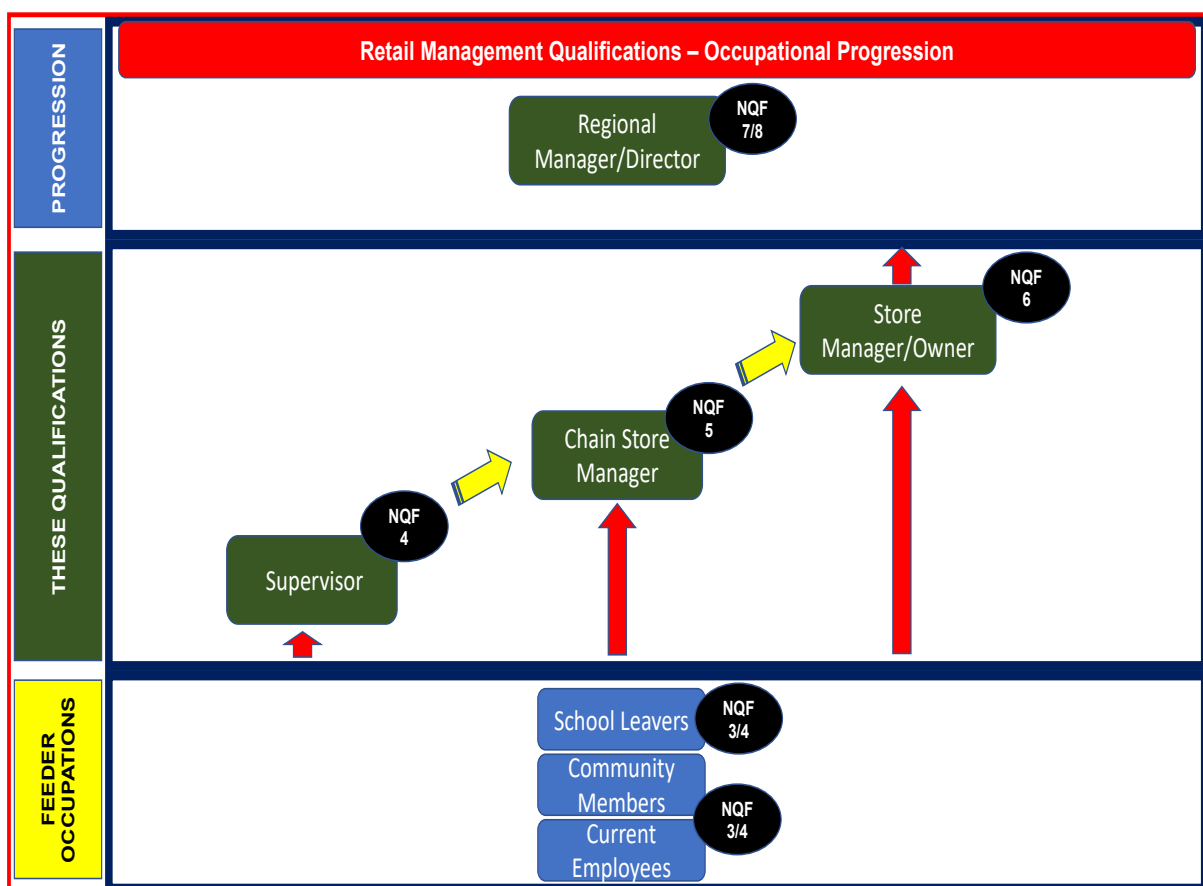 Retail Management Qualifications – Occupational Progression
PROGRESSION
Regional
Manager/Director
NQF
7/8
THESE QUALIFICATIONS
Store
Manager/Owner
NQF
6
Chain Store
Manager
NQF
5
Supervisor
NQF
4
FEEDER
OCCUPATIONS
School Leavers
NQF
3/4
Community
Members
Current
Employees
NQF
3/4